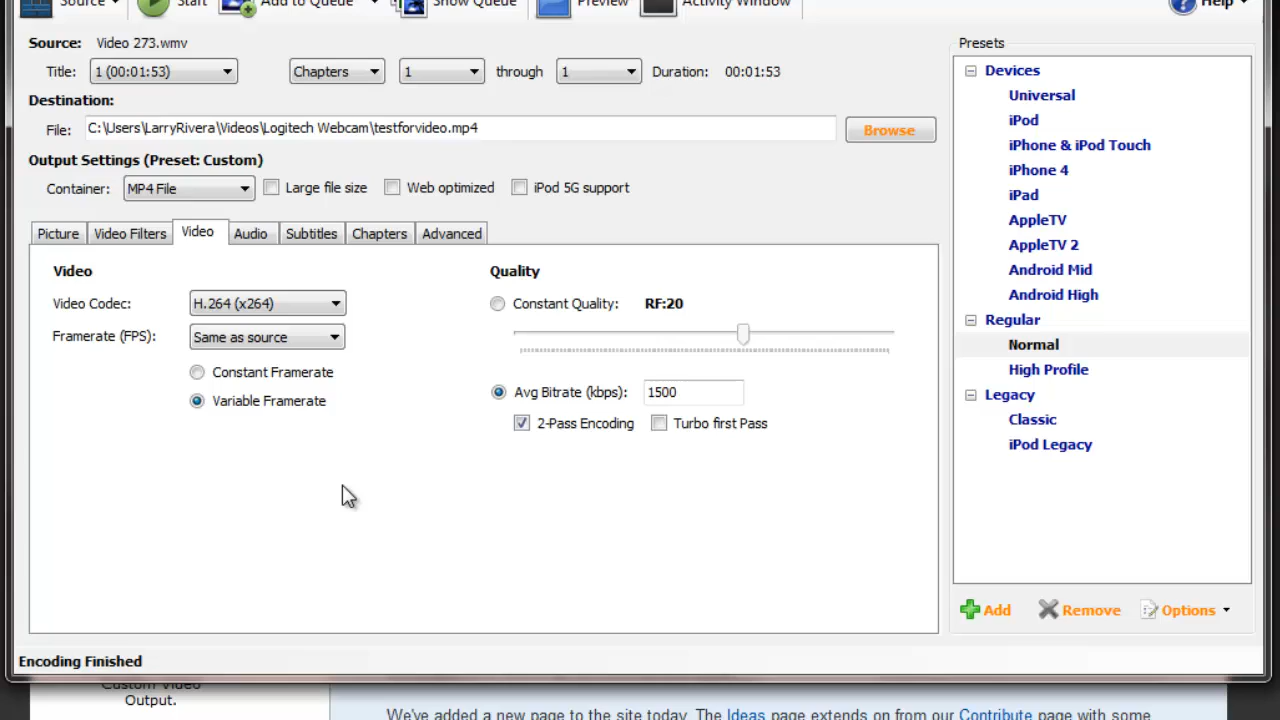 Source Start Add to Queue Show Queue Preview Activity Window Help
Source: Video 273.wmv
Title: 1 (00:01:53) Chapters 1 through 1 Duration: 00:01:53
Destination:
File: C:\Users\LarryRivera\Videos\Logitech Webcam\testforvideo.mp4 Browse
Output Settings (Preset: Custom)
Container: MP4 File Large file size Web optimized iPod 5G support
Picture Video Filters Video Audio Subtitles Chapters Advanced
Video
Video Codec: H.264 (x264)
Framerate (FPS): Same as source
Constant Framerate
Variable Framerate
Quality
Constant Quality: RF:20
Avg Bitrate (kbps): 1500
2-Pass Encoding Turbo first Pass
Presets
Devices
Universal
iPod
iPhone & iPod Touch
iPhone 4
iPad
AppleTV
AppleTV 2
Android Mid
Android High
Regular
Normal
High Profile
Legacy
Classic
iPod Legacy
Add Remove Options
Encoding Finished
Custom Video
Output.
We've added a new page to the site today. The Ideas page extends on from our Contribute page with some